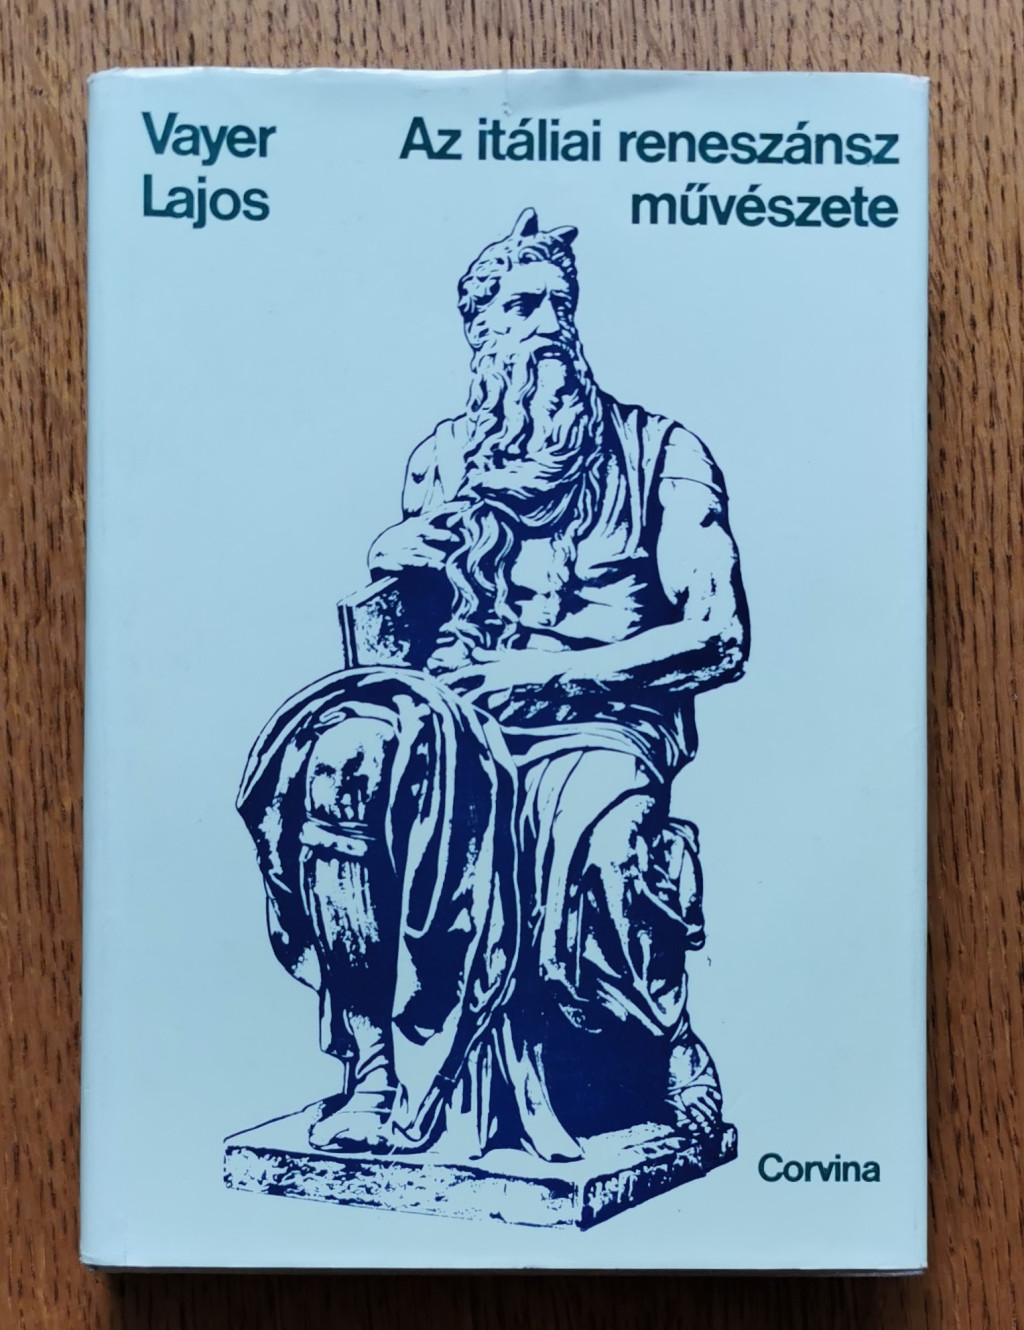 Vayer
Lajos
Az itáliai reneszánsz
művészete
Corvina